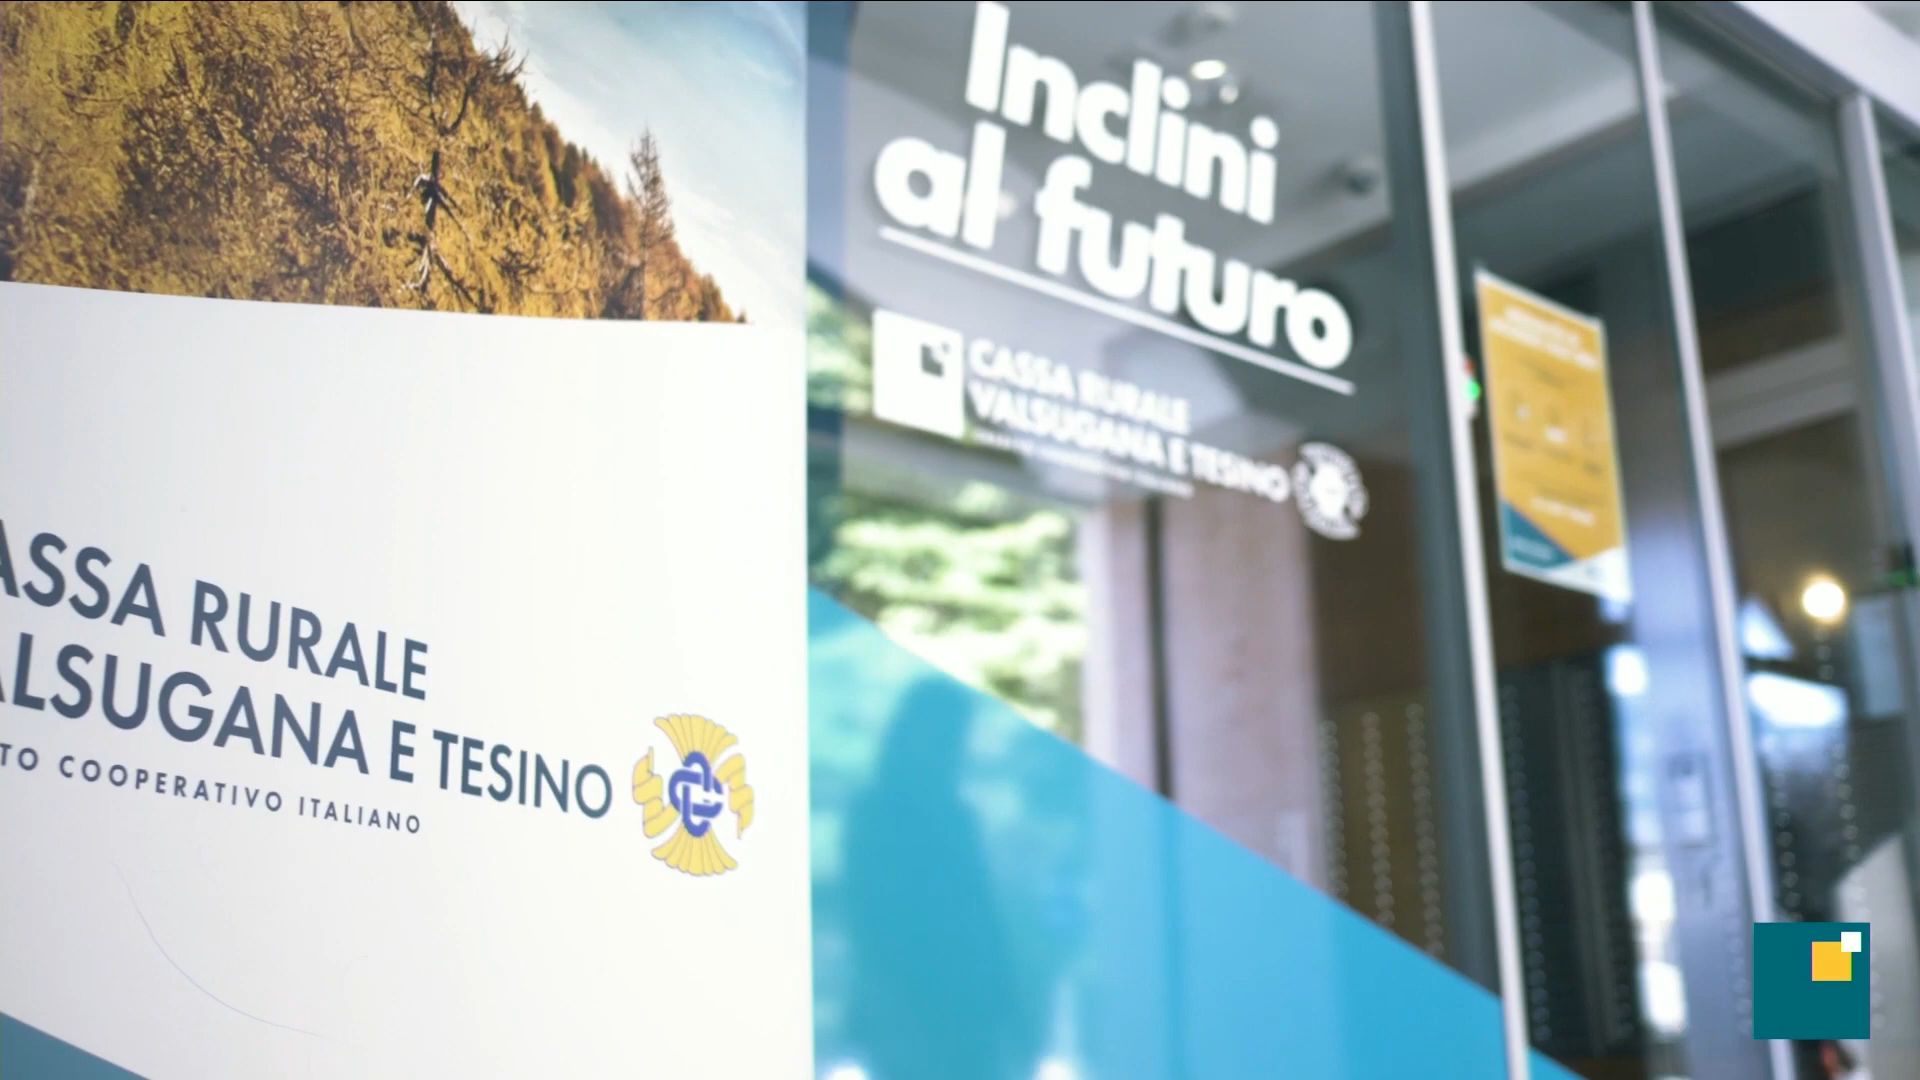 ASSA RURALE
ALSUGANA E TESINO
TO COOPERATIVO ITALIANO
Inclini
al futuro
CASSA RURALE
VALSUGANA E TESINO